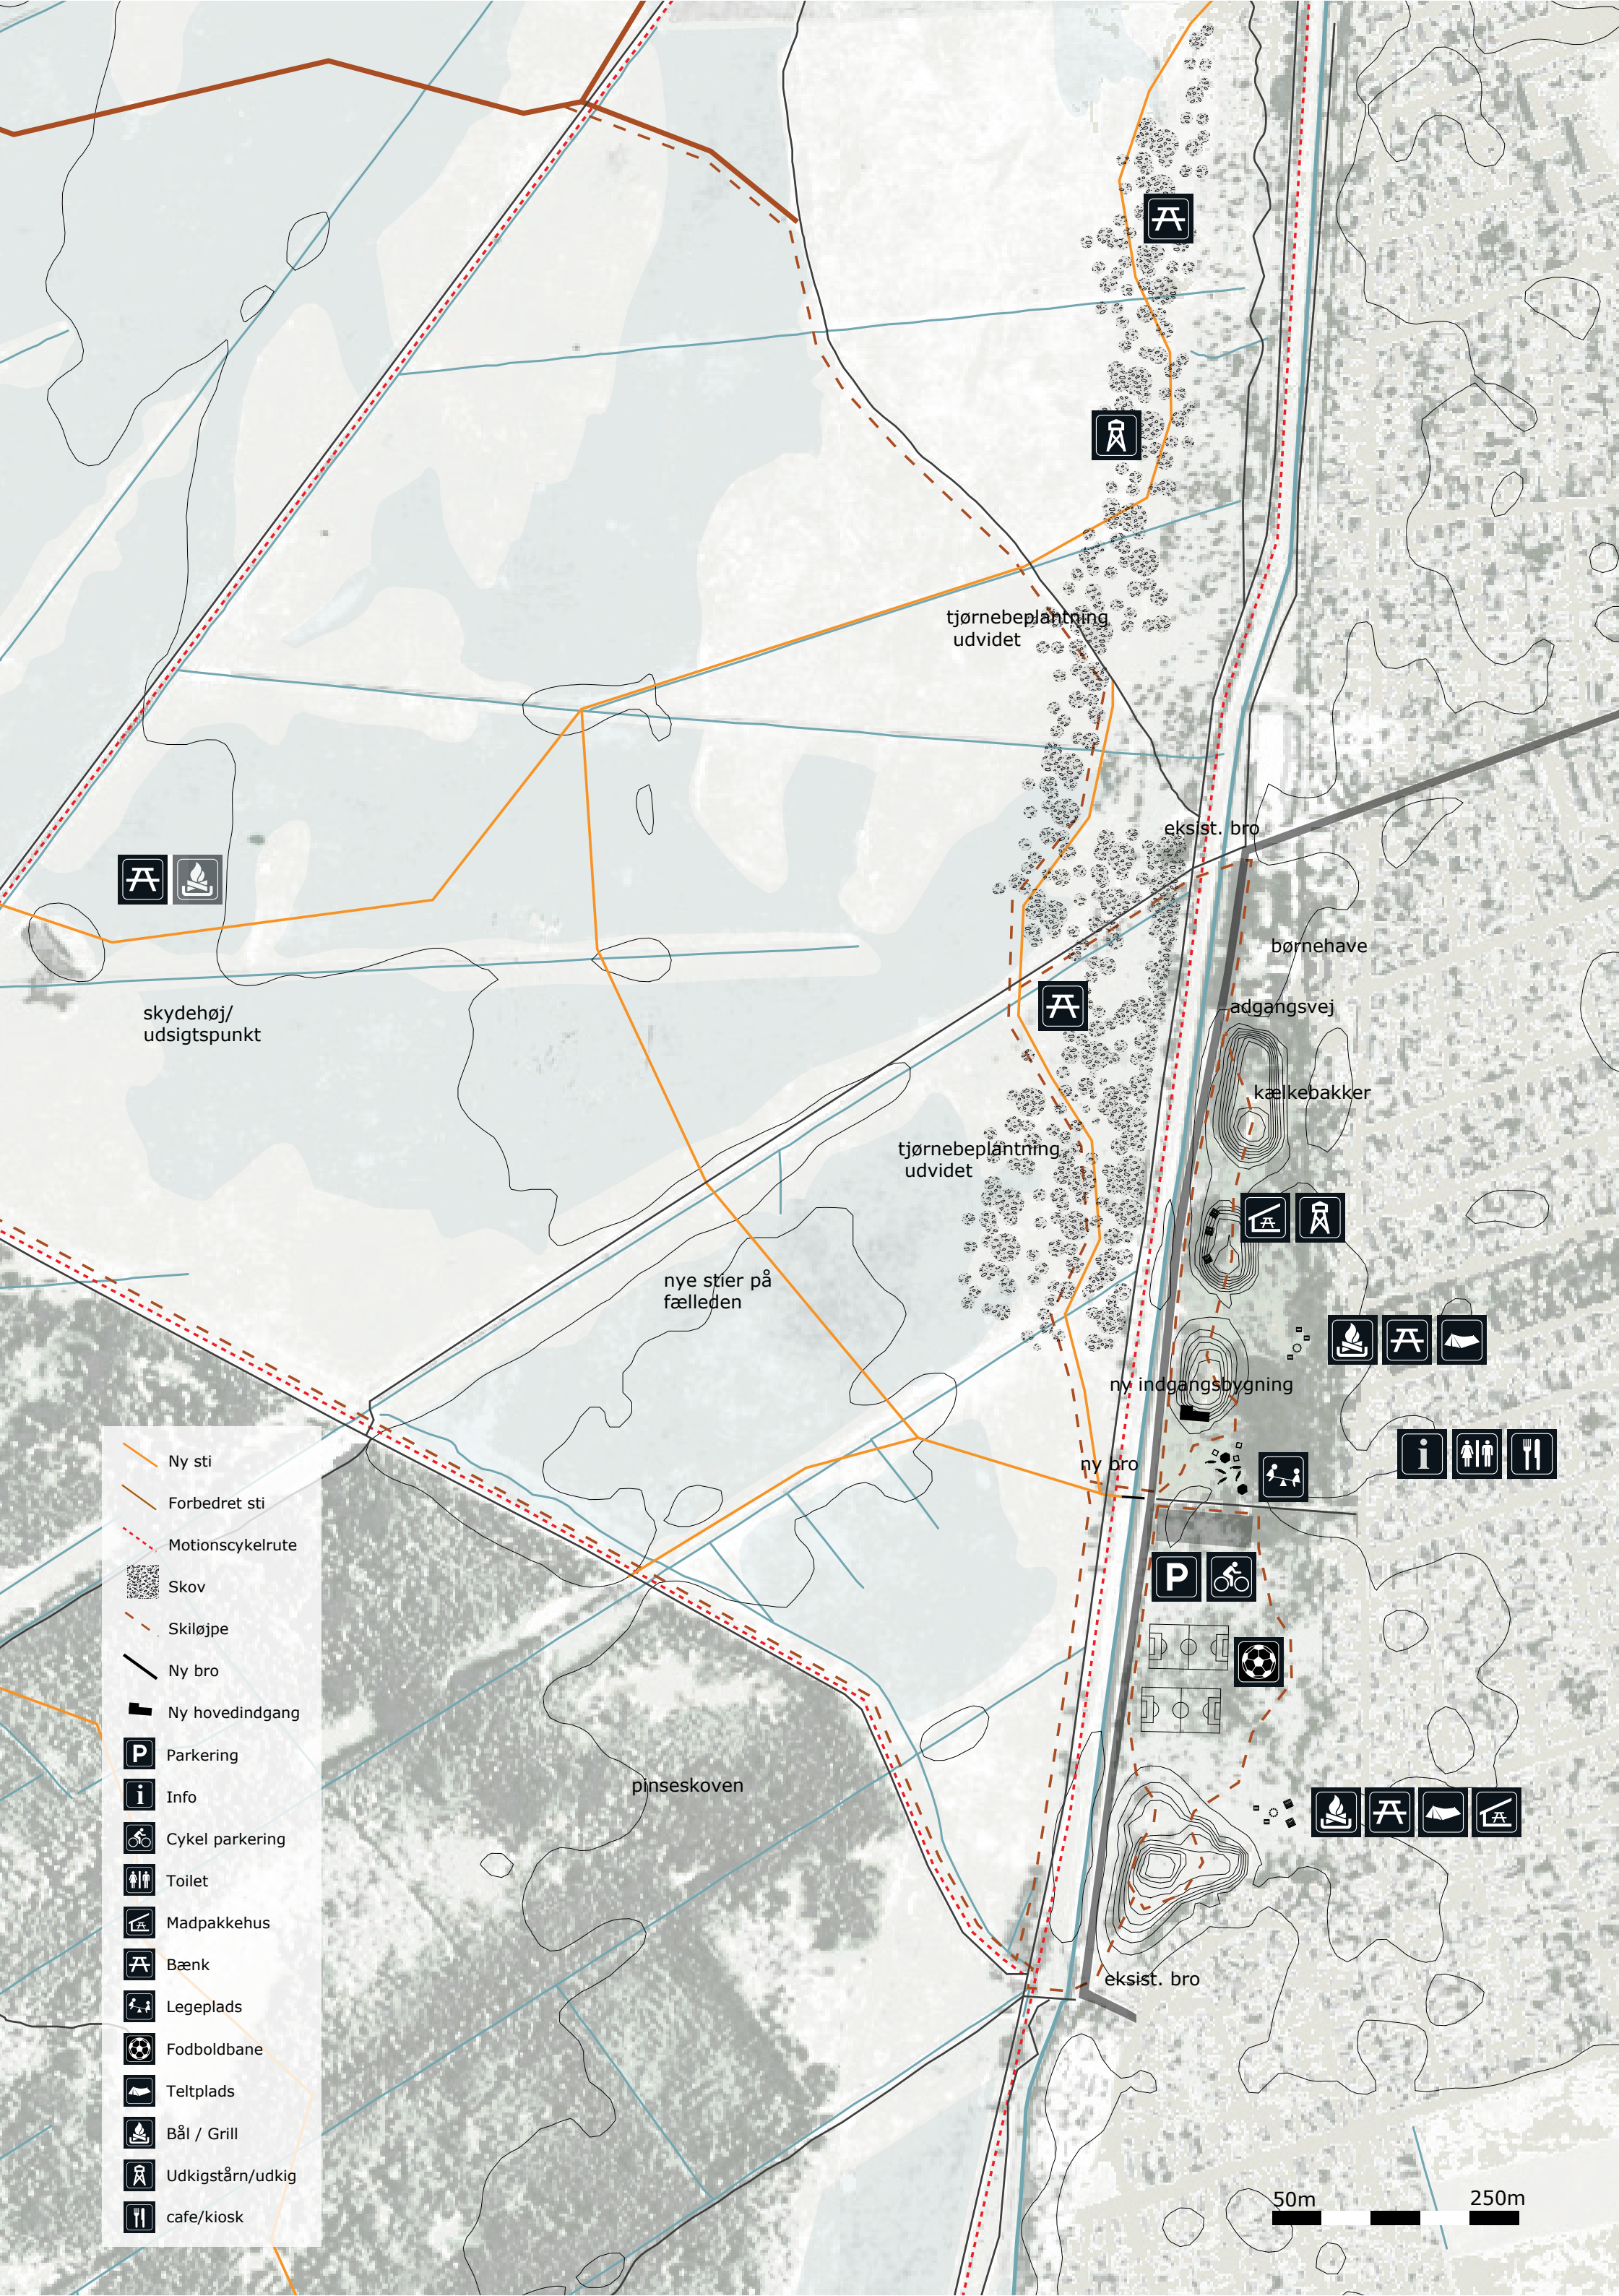 tjørnebeplantning
udvidet
eksist. bro
børnehave
adgangsvej
skydehøj/
udsigtspunkt
kælkebakker
tjørnebeplantning
udvidet
nye stier på
fælleden
ny indgangsbygning
ny bro
i
P
pinseskoven
eksist. bro
Ny sti
Forbedret sti
Motionscykelrute
Skov
Skiløjpe
Ny bro
Ny hovedindgang
P Parkering
i Info
Cykel parkering
Toilet
Madpakkehus
Bænk
Legeplads
Fodboldbane
Teltplads
Bål / Grill
Udkigstårn/udkig
cafe/kiosk
50m 250m